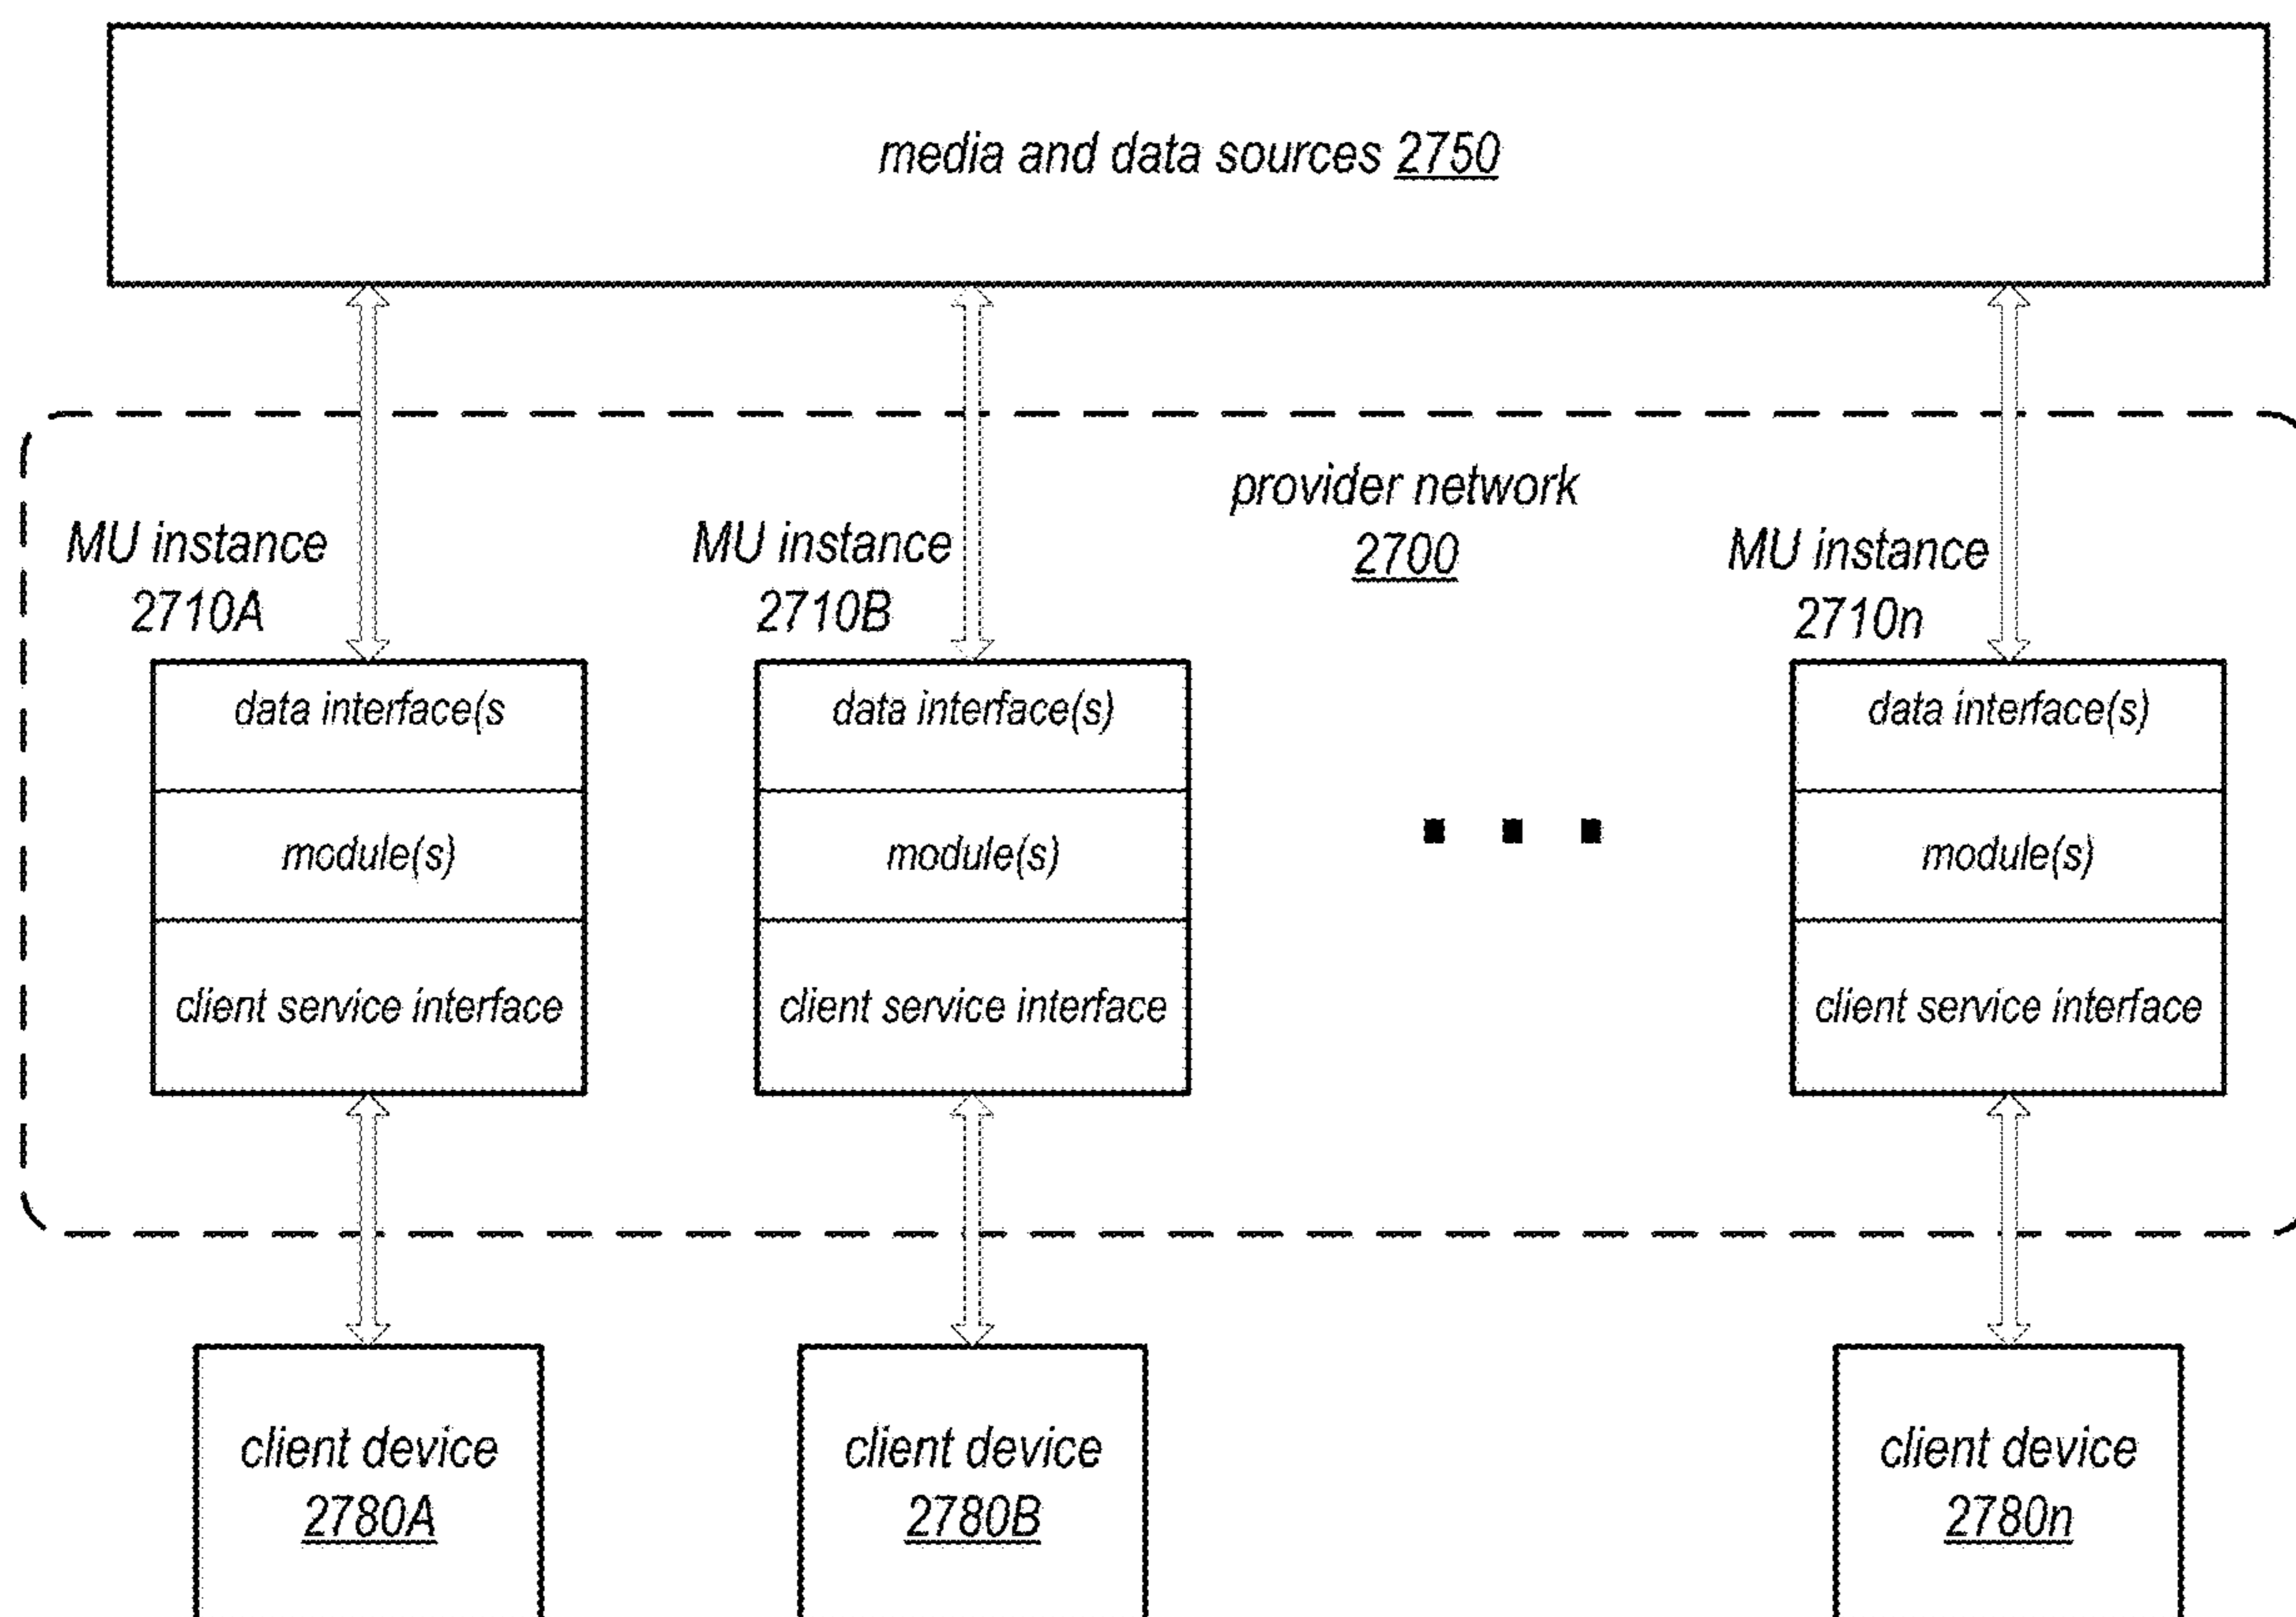 media and data sources 2750
provider network
2700
MU instance
2710A
MU instance
2710B
MU instance
2710n
data interface(s
module(s)
client service interface
data interface(s)
module(s)
client service interface
data interface(s)
module(s)
client service interface
client device
2780A
client device
2780B
client device
2780n